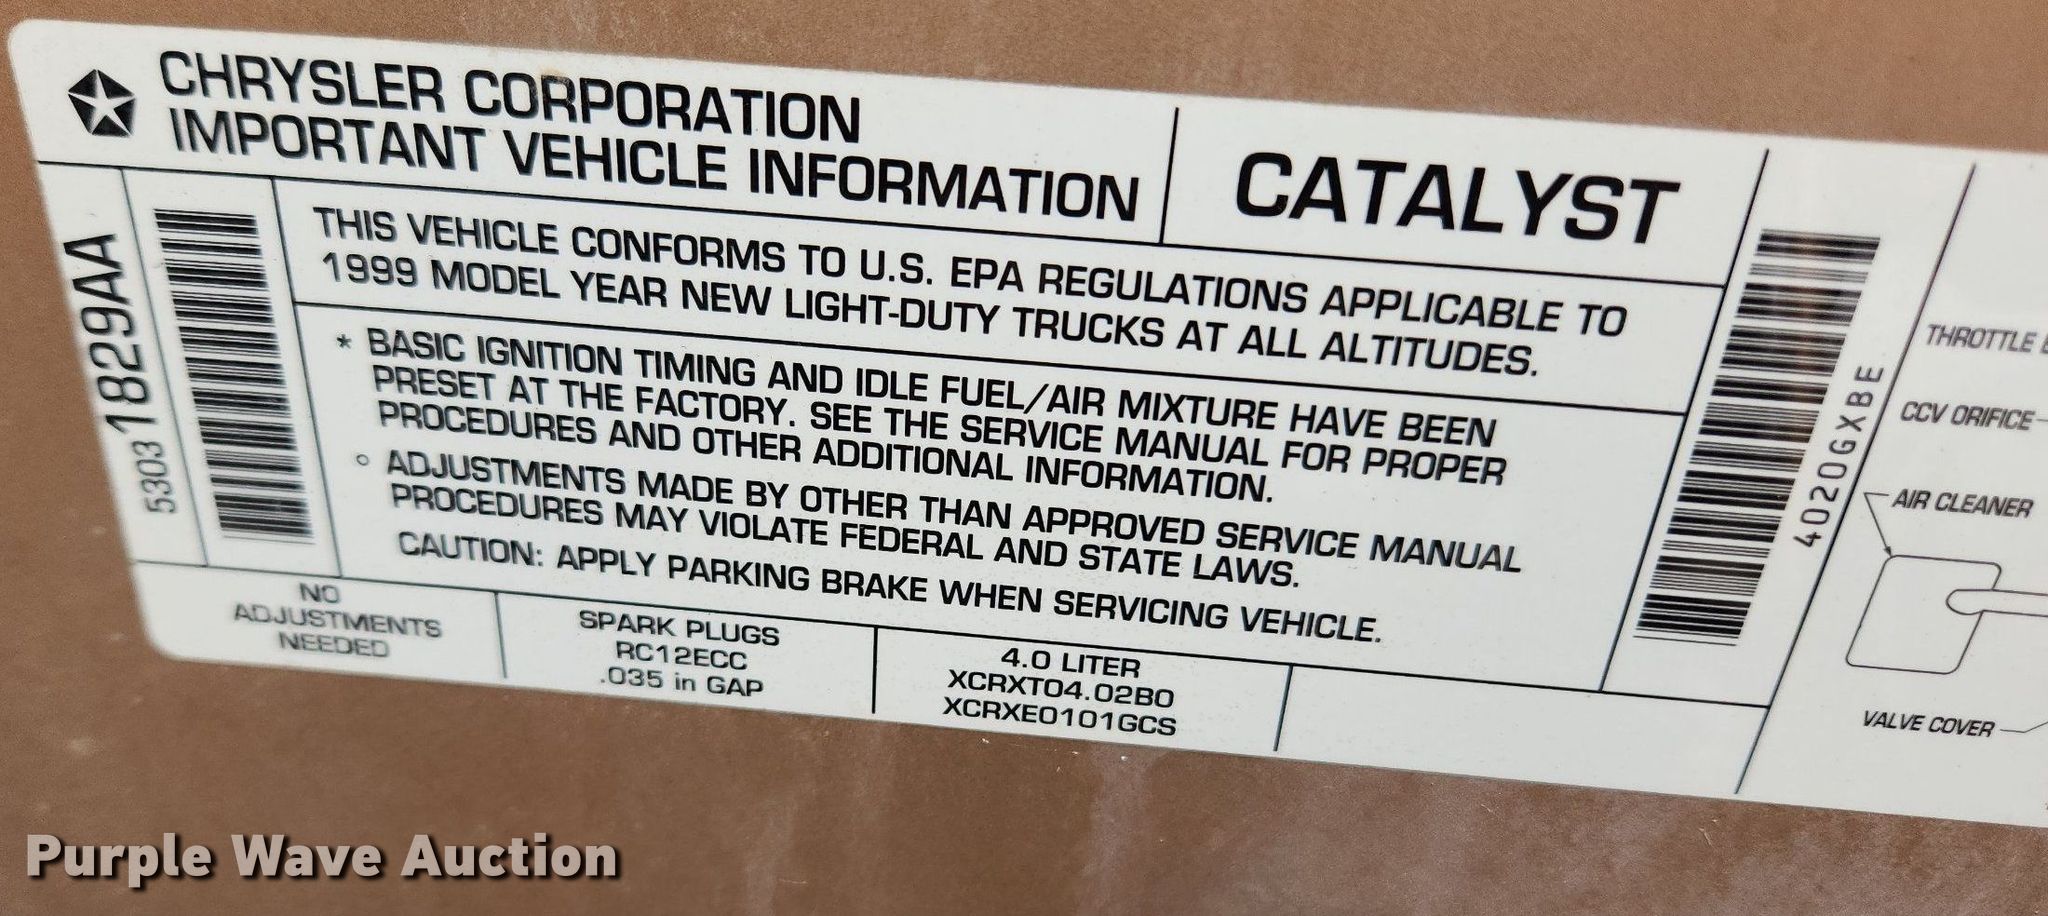 CHRYSLER CORPORATION
IMPORTANT VEHICLE INFORMATION
CATALYST
53031829AA
THIS VEHICLE CONFORMS TO U.S. EPA REGULATIONS APPLICABLE TO
1999 MODEL YEAR NEW LIGHT-DUTY TRUCKS AT ALL ALTITUDES.
* BASIC IGNITION TIMING AND IDLE FUEL/AIR MIXTURE HAVE BEEN
PRESET AT THE FACTORY. SEE THE SERVICE MANUAL FOR PROPER
PROCEDURES AND OTHER ADDITIONAL INFORMATION.
○ ADJUSTMENTS MADE BY OTHER THAN APPROVED SERVICE MANUAL
PROCEDURES MAY VIOLATE FEDERAL AND STATE LAWS.
CAUTION: APPLY PARKING BRAKE WHEN SERVICING VEHICLE.
NO
ADJUSTMENTS
NEEDED
SPARK PLUGS
RC12ECC
.035 in GAP
4.0 LITER
XCRXT04.02B0
XCRXE0101GCS
4020GXBE
THROTTLE
CCV ORIFICE
AIR CLEANER
VALVE COVER
Purple Wave Auction